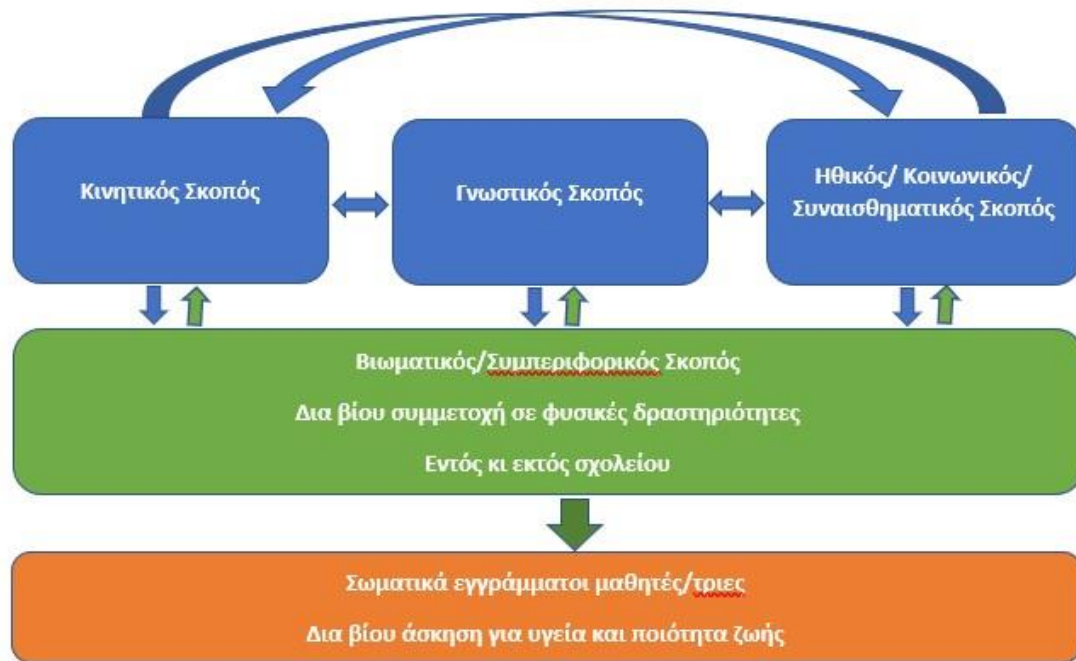 Κινητικός Σκοπός
Γνωστικός Σκοπός
Ηθικός/ Κοινωνικός/
Συναισθηματικός Σκοπός
Βιωματικός/Συμπεριφορικός Σκοπός
Δια βίου συμμετοχή σε φυσικές δραστηριότητες
Εντός κι εκτός σχολείου
Σωματικά εγγράμματοι μαθητές/τριες
Δια βίου άσκηση για υγεία και ποιότητα ζωής